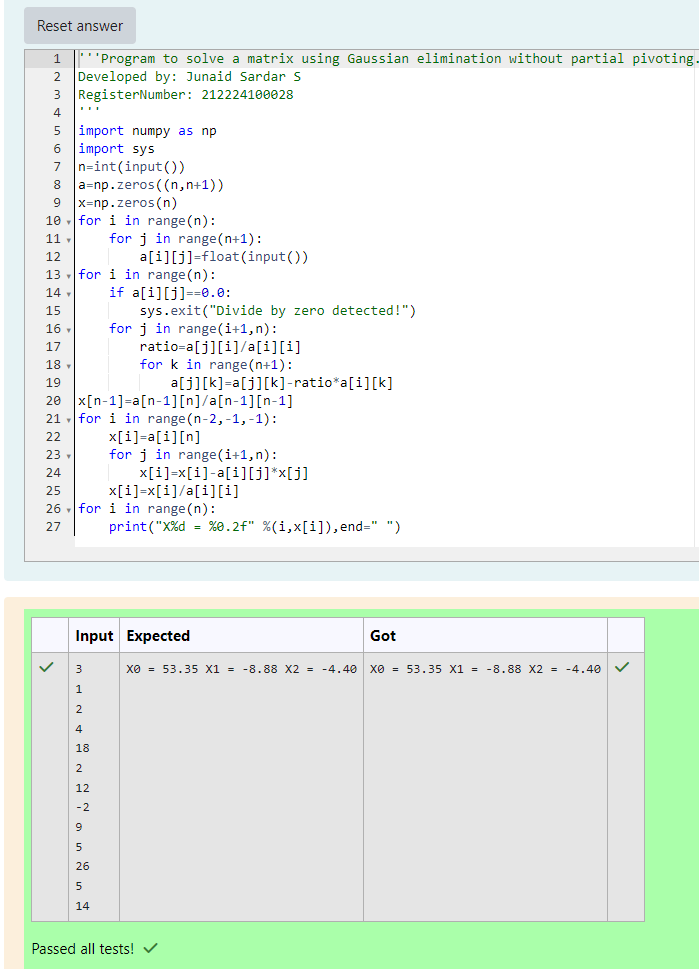 Reset answer
1 '''Program to solve a matrix using Gaussian elimination without partial pivoting.
2 Developed by: Junaid Sardar S
3 RegisterNumber: 212224100028
4 '''
5 import numpy as np
6 import sys
7 n=int(input())
8 a=np.zeros((n,n+1))
9 x=np.zeros(n)
10 for i in range(n):
11     for j in range(n+1):
12         a[i][j]=float(input())
13 for i in range(n):
14     if a[i][j]==0.0:
15         sys.exit("Divide by zero detected!")
16     for j in range(i+1,n):
17         ratio=a[j][i]/a[i][i]
18         for k in range(n+1):
19             a[j][k]=a[j][k]-ratio*a[i][k]
20 x[n-1]=a[n-1][n]/a[n-1][n-1]
21 for i in range(n-2,-1,-1):
22     x[i]=a[i][n]
23     for j in range(i+1,n):
24         x[i]=x[i]-a[i][j]*x[j]
25     x[i]=x[i]/a[i][i]
26 for i in range(n):
27     print("X%d = %0.2f" %(i,x[i]),end=" ")
Input Expected Got
3 X0 = 53.35 X1 = -8.88 X2 = -4.40 X0 = 53.35 X1 = -8.88 X2 = -4.40
1
2
4
18
2
12
-2
9
5
26
5
14
Passed all tests!